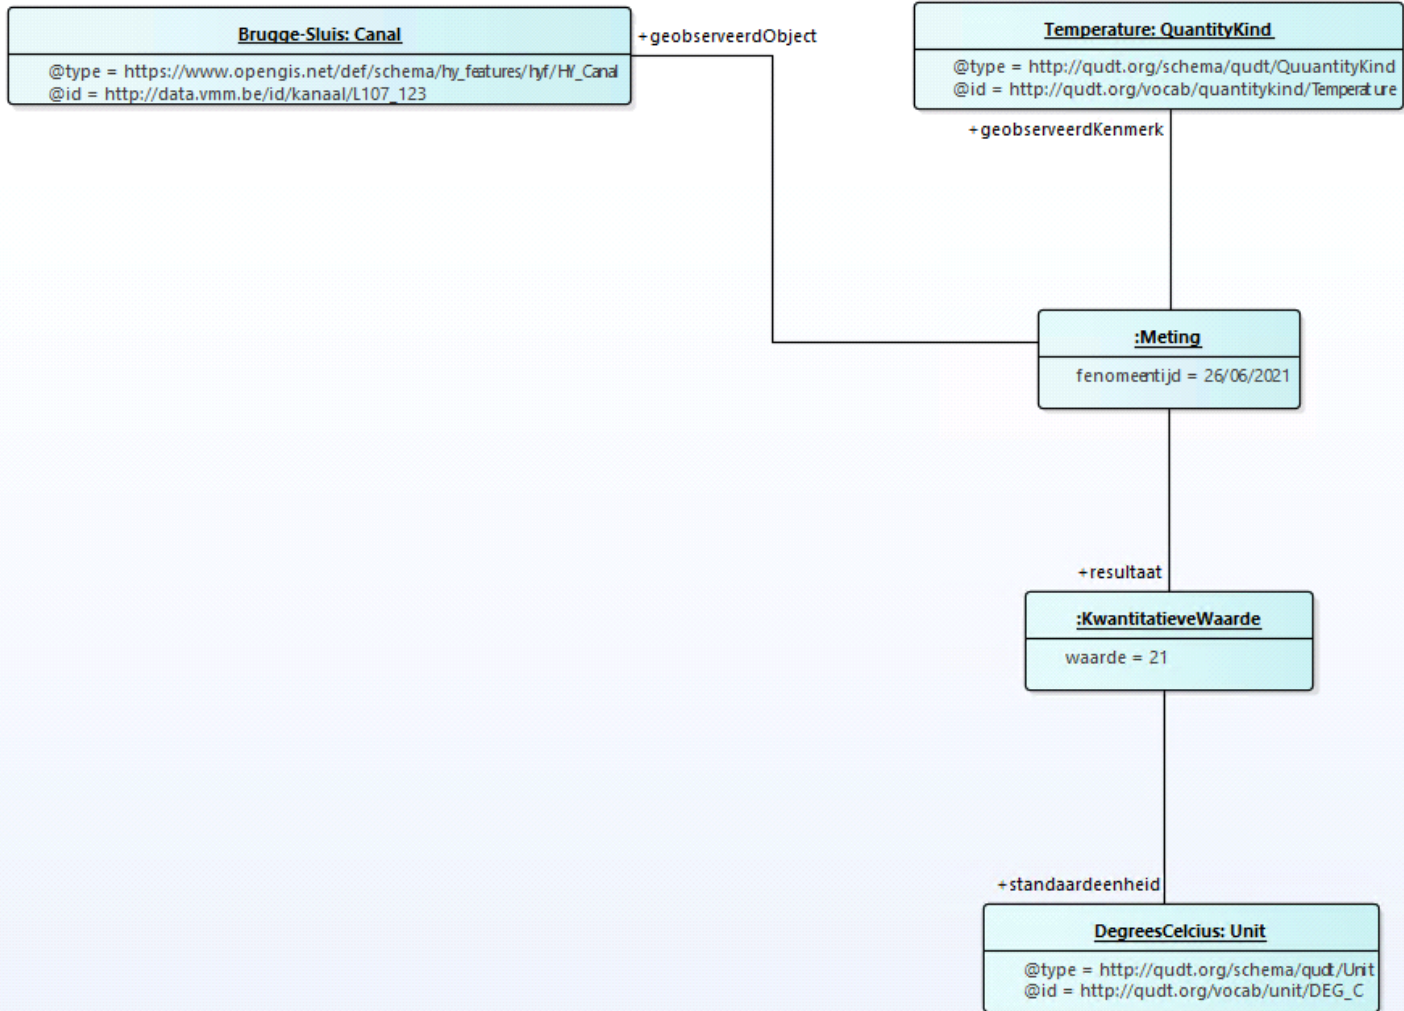 Brugge-Sluis: Canal
@type = https://www.opengis.net/def/schema/hy_features/hyf/HY_Canal
@id = http://data.vmm.be/id/kanaal/L107_123
+geobserveerdObject
Temperature: QuantityKind
@type = http://qudt.org/schema/qudt/QuuantityKind
@id = http://qudt.org/vocab/quantitykind/Temperature
+geobserveerdKenmerk
:Meting
fenomeentijd = 26/06/2021
+resultaat
:KwantitatieveWaarde
waarde = 21
+standaardeenheid
DegreesCelcius: Unit
@type = http://qudt.org/schema/qudt/Unit
@id = http://qudt.org/vocab/unit/DEG_C